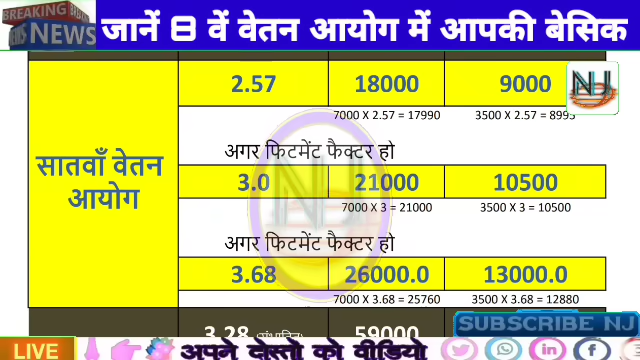 BREAKING
NEWS
जानें 8 वें वेतन आयोग में आपकी बेसिक
2.57 18000 9000
NJ
7000 X 2.57 = 17990 3500 X 2.57 = 8995
अगर फिटमेंट फैक्टर हो
सातवाँ वेतन आयोग
3.0 21000 10500
7000 X 3 = 21000 3500 X 3 = 10500
NJ
अगर फिटमेंट फैक्टर हो
3.68 26000.0 13000.0
7000 X 3.68 = 25760 3500 X 3.68 = 12880
3.28 (संभावित) 59000
SUBSCRIBE NJ
LIVE अपने दोस्तो को वीडियो